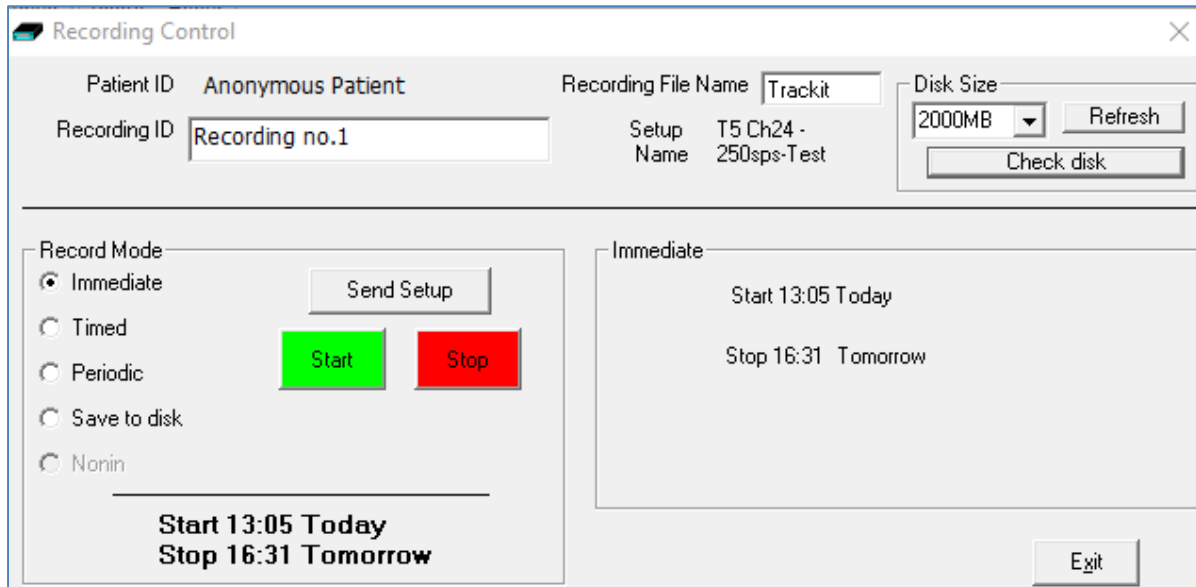 Recording Control
Patient ID Anonymous Patient
Recording ID Recording no.1
Recording File Name Trackit
Setup Name T5 Ch24 -
250sps-Test
Disk Size
2000MB Refresh
Check disk
Record Mode
Immediate
Timed
Periodic
Save to disk
Nonin
Send Setup
Start Stop
Start 13:05 Today
Stop 16:31 Tomorrow
Immediate
Start 13:05 Today
Stop 16:31 Tomorrow
Exit